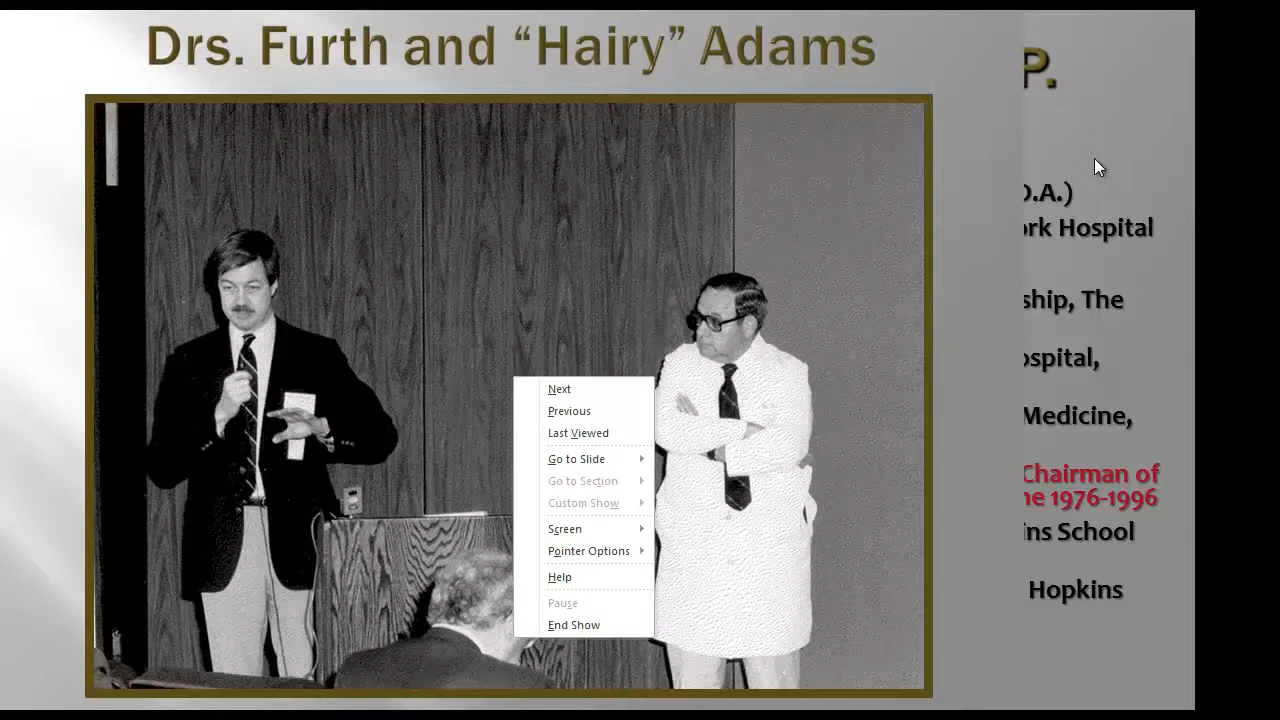 Drs. Furth and “Hairy” Adams
P.
O.A.)
ork Hospital
ship, The
ospital,
Medicine,
Chairman of
ne 1976-1996
ins School
Hopkins
Next
Previous
Last Viewed
Go to Slide
Go to Section
Custom Show
Screen
Pointer Options
Help
Pause
End Show